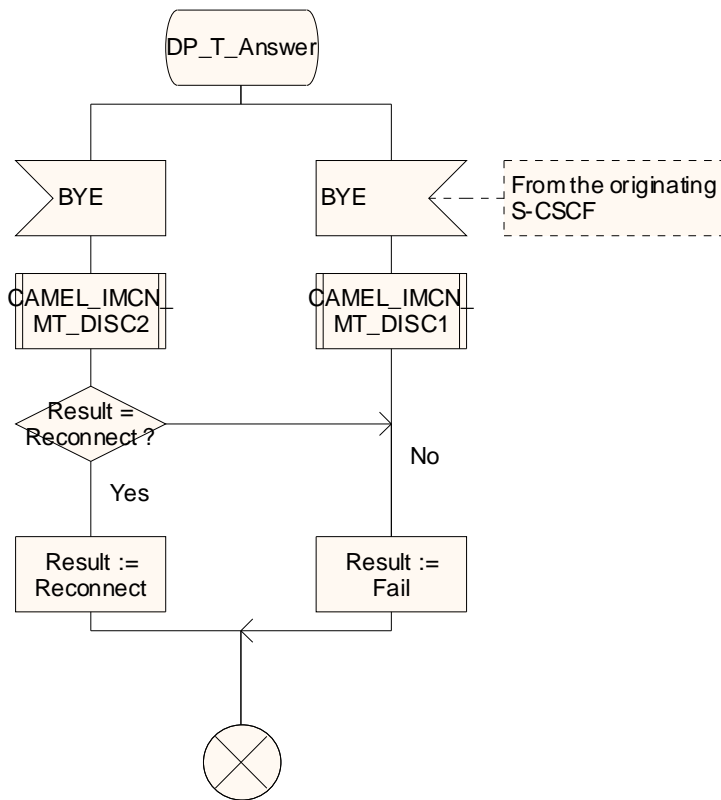 DP_T_Answer
BYE
BYE
From the originating
S-CSCF
CAMEL_IMCN_
MT_DISC2
CAMEL_IMCN_
MT_DISC1
Result =
Reconnect ?
No
Yes
Result :=
Reconnect
Result :=
Fail